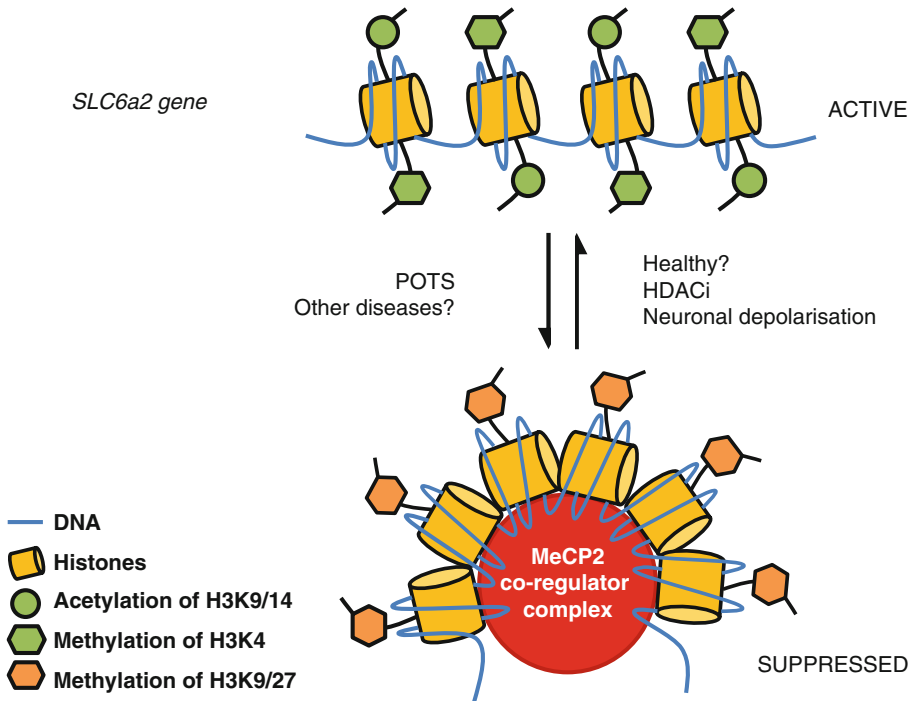 SLC6a2 gene
ACTIVE
POTS
Other diseases?
Healthy?
HDACi
Neuronal depolarisation
DNA
Histones
Acetylation of H3K9/14
Methylation of H3K4
Methylation of H3K9/27
MeCP2
co-regulator
complex
SUPPRESSED